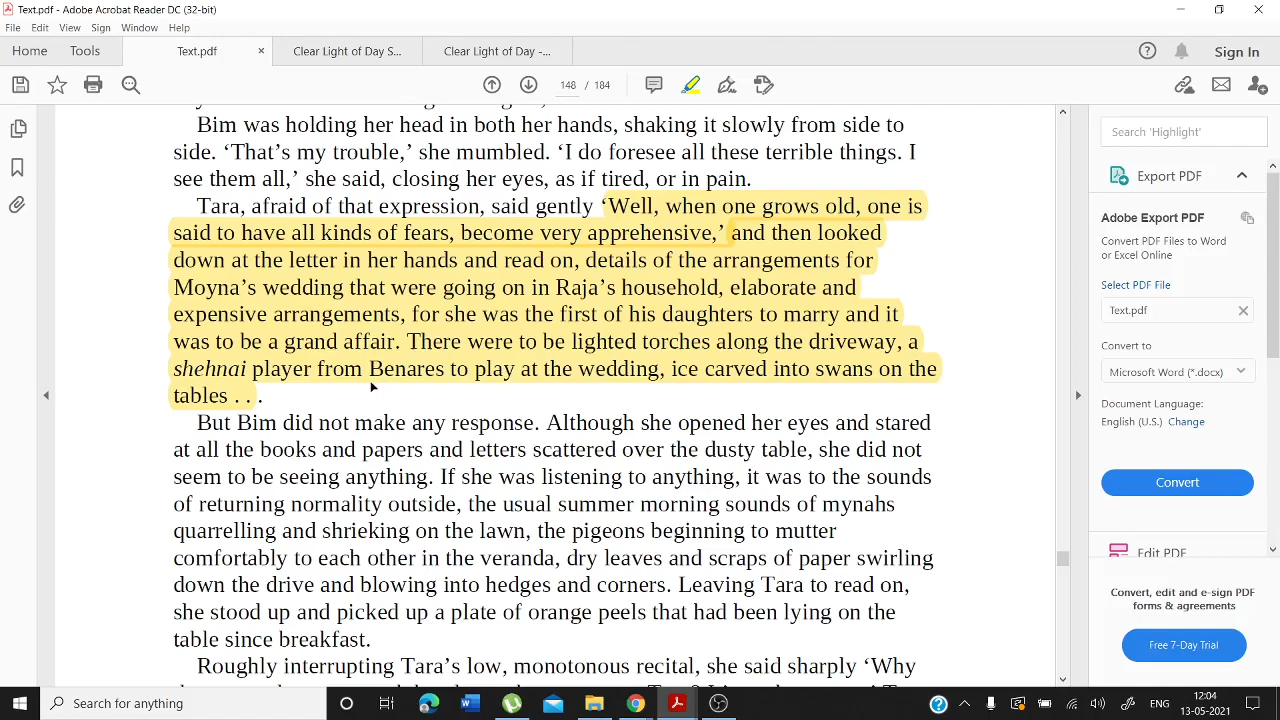 Text.pdf - Adobe Acrobat Reader DC (32-bit)
File Edit View Sign Window Help
Home Tools Text.pdf × Clear Light of Day S... Clear Light of Day -... Sign In
148 / 184
Bim was holding her head in both her hands, shaking it slowly from side to
side. ‘That’s my trouble,’ she mumbled. ‘I do foresee all these terrible things. I
see them all,’ she said, closing her eyes, as if tired, or in pain.
Tara, afraid of that expression, said gently ‘Well, when one grows old, one is
said to have all kinds of fears, become very apprehensive,’ and then looked
down at the letter in her hands and read on, details of the arrangements for
Moyna’s wedding that were going on in Raja’s household, elaborate and
expensive arrangements, for she was the first of his daughters to marry and it
was to be a grand affair. There were to be lighted torches along the driveway, a
shehnai player from Benares to play at the wedding, ice carved into swans on the
tables . . .
But Bim did not make any response. Although she opened her eyes and stared
at all the books and papers and letters scattered over the dusty table, she did not
seem to be seeing anything. If she was listening to anything, it was to the sounds
of returning normality outside, the usual summer morning sounds of mynahs
quarrelling and shrieking on the lawn, the pigeons beginning to mutter
comfortably to each other in the veranda, dry leaves and scraps of paper swirling
down the drive and blowing into hedges and corners. Leaving Tara to read on,
she stood up and picked up a plate of orange peels that had been lying on the
table since breakfast.
Roughly interrupting Tara’s low, monotonous recital, she said sharply ‘Why
Search 'Highlight'
Export PDF
Adobe Export PDF
Convert PDF Files to Word
or Excel Online
Select PDF File
Text.pdf
Convert to
Microsoft Word (*.docx)
Document Language:
English (U.S.) Change
Convert
Edit PDF
Convert, edit and e-sign PDF
forms & agreements
Free 7-Day Trial
Search for anything
ENG
12:04
13-05-2021